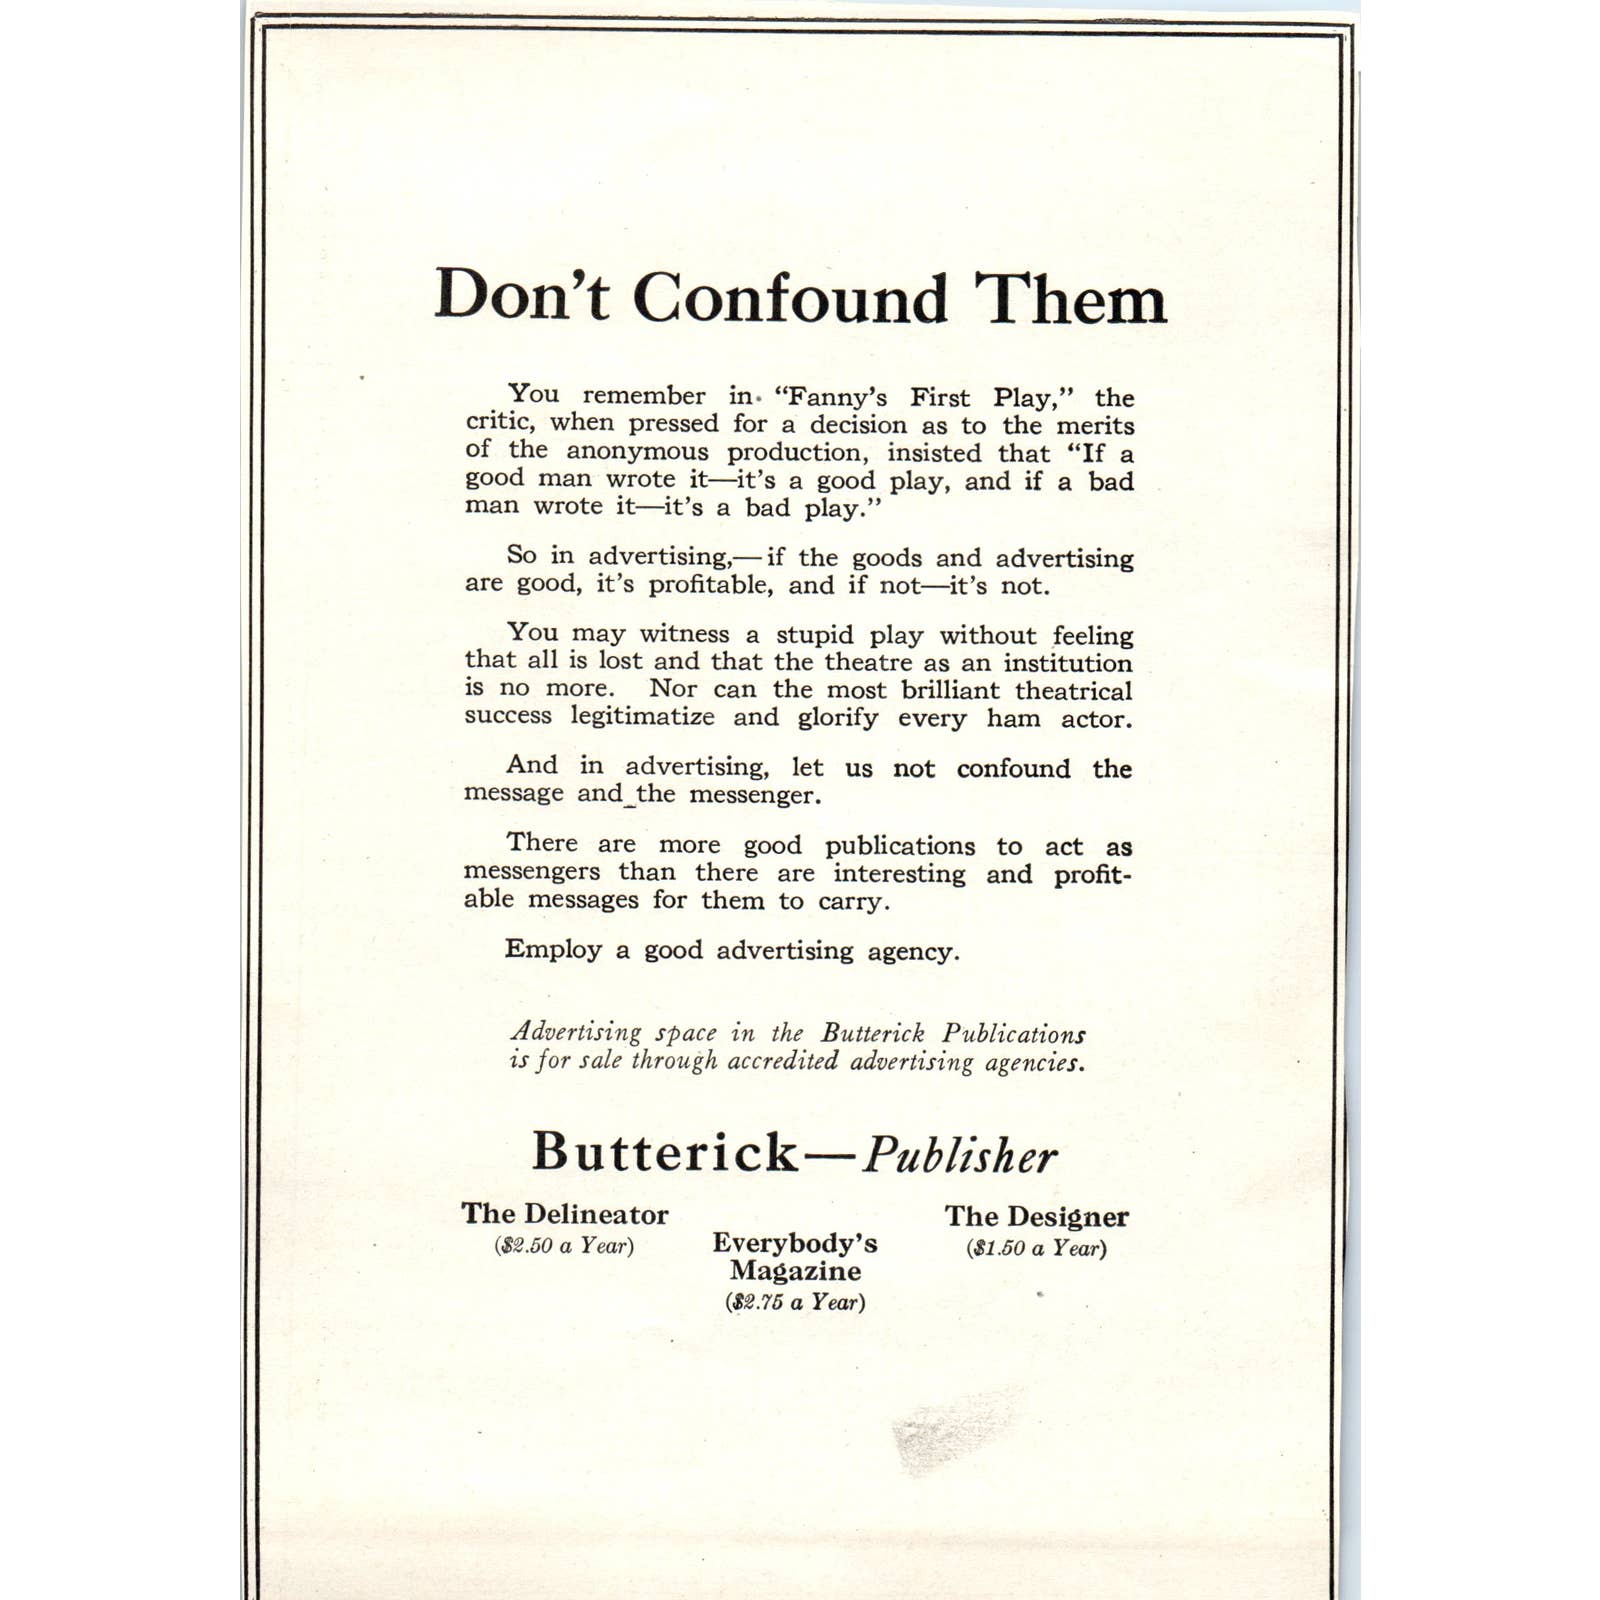 Don't Confound Them
You remember in "Fanny's First Play," the
critic, when pressed for a decision as to the merits
of the anonymous production, insisted that "If a
good man wrote it—it's a good play, and if a bad
man wrote it—it's a bad play."
So in advertising,—if the goods and advertising
are good, it's profitable, and if not—it's not.
You may witness a stupid play without feeling
that all is lost and that the theatre as an institution
is no more. Nor can the most brilliant theatrical
success legitimatize and glorify every ham actor.
And in advertising, let us not confound the
message and the messenger.
There are more good publications to act as
messengers than there are interesting and profit-
able messages for them to carry.
Employ a good advertising agency.
Advertising space in the Butterick Publications
is for sale through accredited advertising agencies.
Butterick—Publisher
The Delineator
($2.50 a Year)
Everybody's
Magazine
($2.75 a Year)
The Designer
($1.50 a Year)